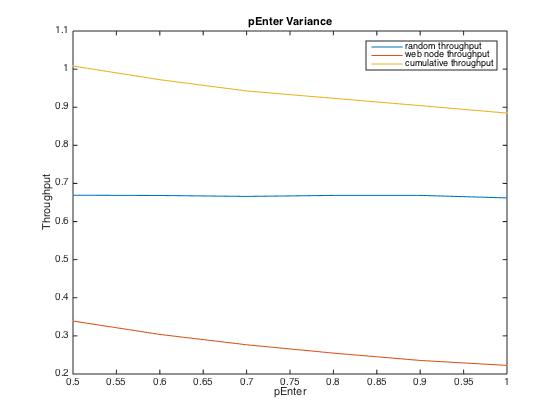 pEnter Variance
random throughput
web node throughput
cumulative throughput
Throughput
1.1
1
0.9
0.8
0.7
0.6
0.5
0.4
0.3
0.2
0.5 0.55 0.6 0.65 0.7 0.75 0.8 0.85 0.9 0.95 1
pEnter